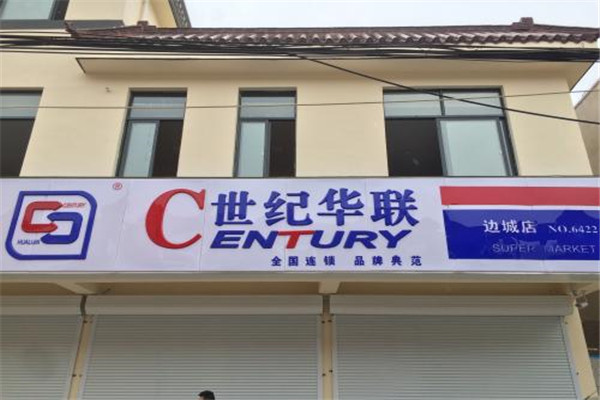 CENTURY
HUALIAN
®
世纪华联
CENTURY
全国连锁 品牌典范
边城店 NO.6422
SUPER MARKET